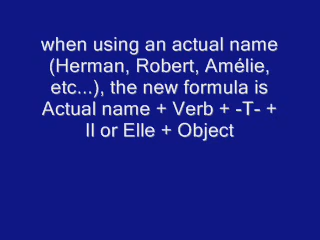 when using an actual name
(Herman, Robert, Amélie,
etc...), the new formula is
Actual name + Verb + -T- +
Il or Elle + Object